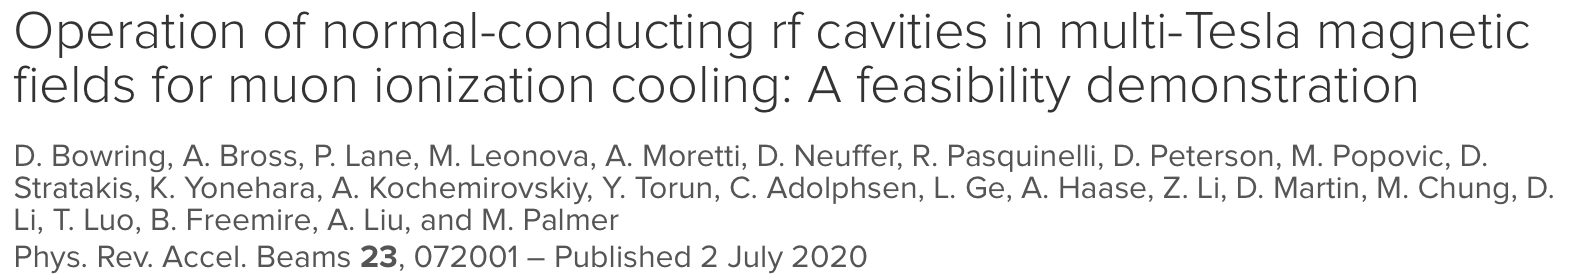 Operation of normal-conducting rf cavities in multi-Tesla magnetic
fields for muon ionization cooling: A feasibility demonstration
D. Bowring, A. Bross, P. Lane, M. Leonova, A. Moretti, D. Neuffer, R. Pasquinelli, D. Peterson, M. Popovic, D.
Stratakis, K. Yonehara, A. Kochemirovskiy, Y. Torun, C. Adolphsen, L. Ge, A. Haase, Z. Li, D. Martin, M. Chung, D.
Li, T. Luo, B. Freemire, A. Liu, and M. Palmer
Phys. Rev. Accel. Beams 23, 072001 – Published 2 July 2020